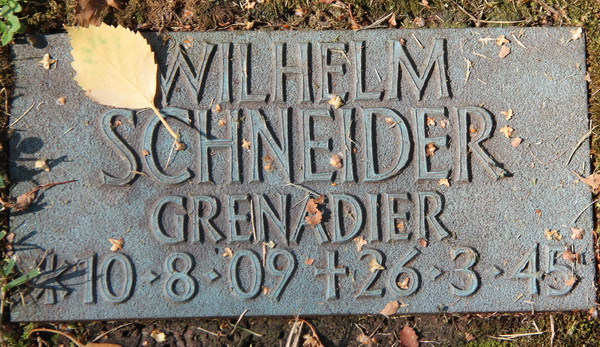 WILHELM
SCHNEIDER
GRENADIER
* 10 · 8 · 09 + 26 · 3 · 45